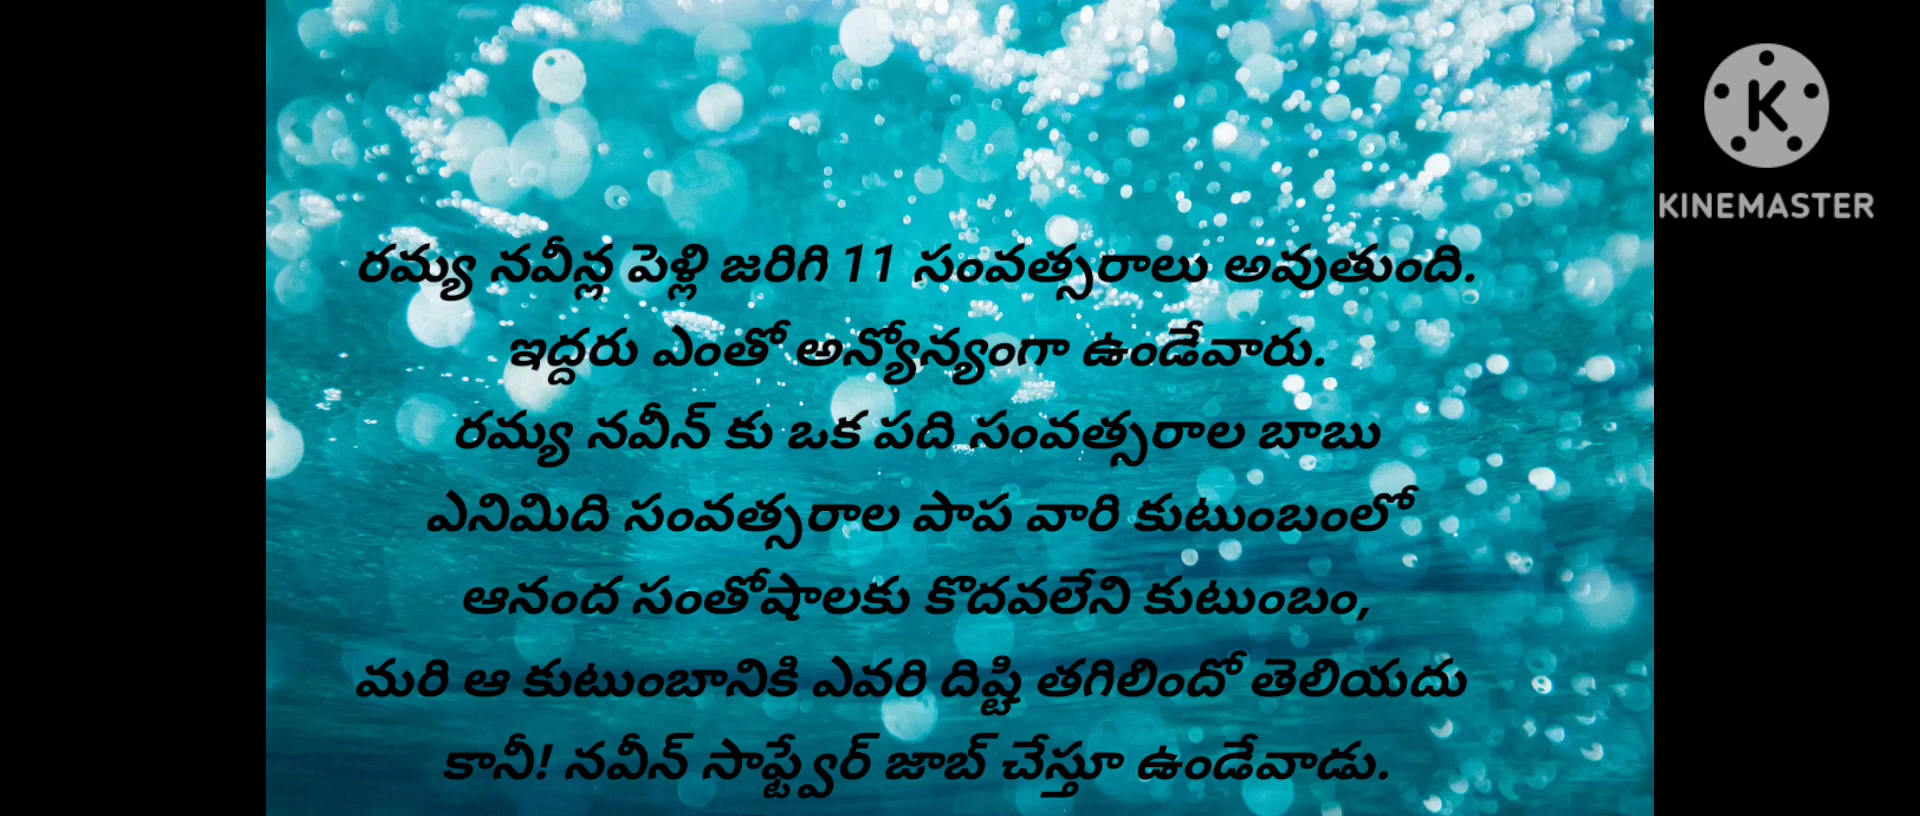 రమ్య నవీన్ల పెళ్లి జరిగి 11 సంవత్సరాలు అవుతుంది.
ఇద్దరు ఎంతో అన్యోన్యంగా ఉండేవారు.
రమ్య నవీన్ కు ఒక పది సంవత్సరాల బాబు
ఎనిమిది సంవత్సరాల పాప వారి కుటుంబంలో
ఆనంద సంతోషాలకు కొదవలేని కుటుంబం,
మరి ఆ కుటుంబానికి ఎవరి దిష్టి తగిలిందో తెలియదు
కానీ! నవీన్ సాఫ్ట్వేర్ జాబ్ చేస్తూ ఉండేవాడు.
K
KINEMASTER